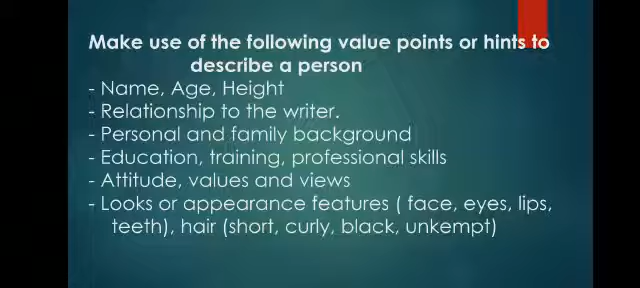 Make use of the following value points or hints to
describe a person
- Name, Age, Height
- Relationship to the writer.
- Personal and family background
- Education, training, professional skills
- Attitude, values and views
- Looks or appearance features ( face, eyes, lips,
teeth), hair (short, curly, black, unkempt)